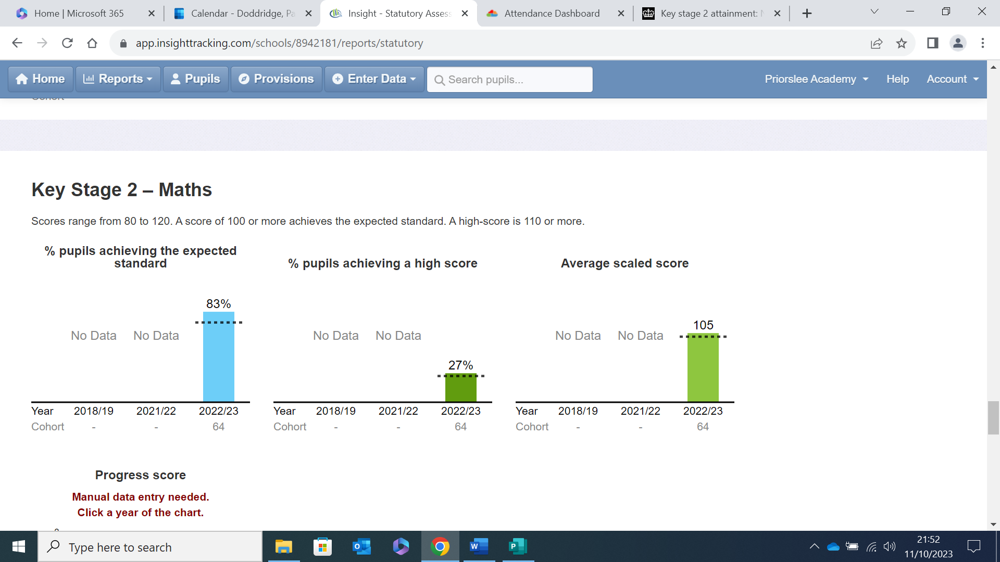 Home | Microsoft 365
Calendar - Doddridge, Pa
Insight - Statutory Assess
Attendance Dashboard
Key stage 2 attainment: N
app.insighttracking.com/schools/8942181/reports/statutory
Home
Reports
Pupils
Provisions
Enter Data
Search pupils...
Priorslee Academy
Help
Account
Cohort
Key Stage 2 – Maths
Scores range from 80 to 120. A score of 100 or more achieves the expected standard. A high-score is 110 or more.
% pupils achieving the expected
standard
% pupils achieving a high score
Average scaled score
83%
No Data No Data
27%
No Data No Data
105
No Data No Data
Year 2018/19 2021/22 2022/23
Cohort - - 64
Year 2018/19 2021/22 2022/23
Cohort - - 64
Year 2018/19 2021/22 2022/23
Cohort - - 64
Progress score
Manual data entry needed.
Click a year of the chart.
Type here to search
21:52
11/10/2023